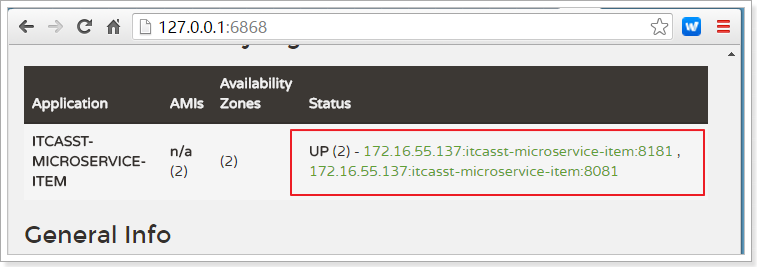 127.0.0.1:6868
Application
AMIs
Availability
Zones
Status
ITCASST-
MICROSERVICE-
ITEM
n/a
(2)
(2)
UP (2) - 172.16.55.137:itcasst-microservice-item:8181 ,
172.16.55.137:itcasst-microservice-item:8081
General Info